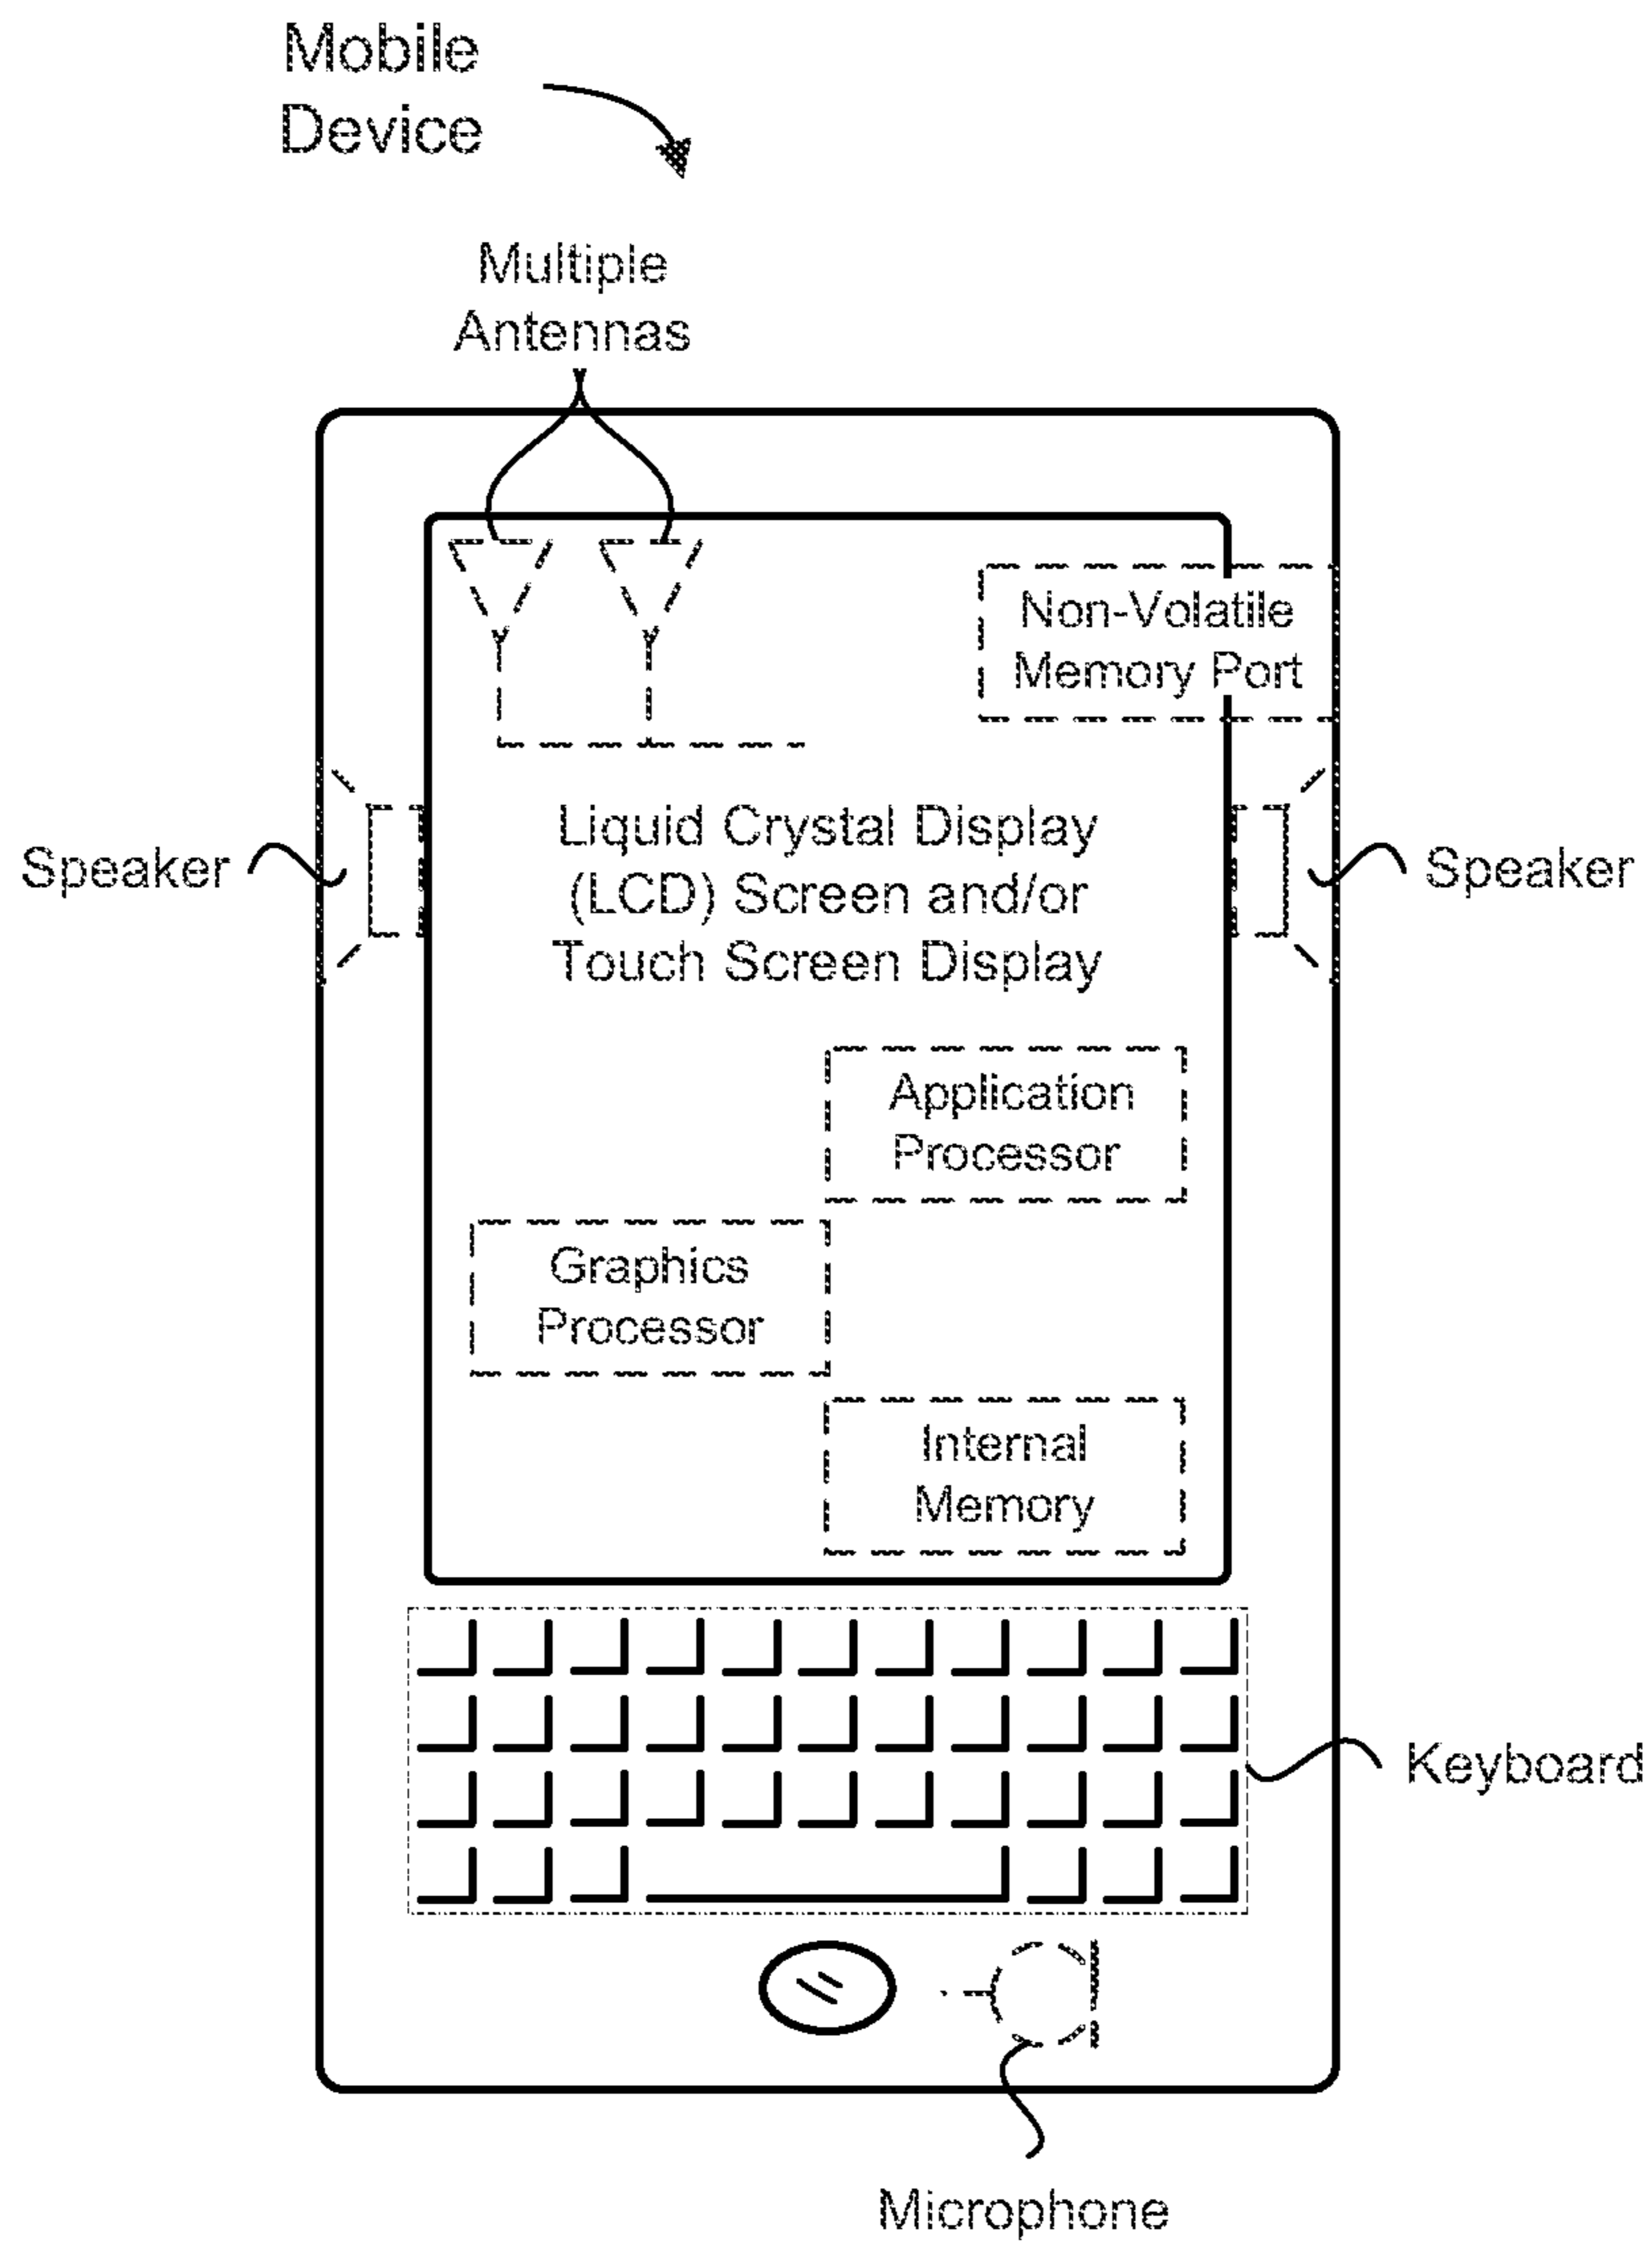 Mobile
Device
Multiple
Antennas
Non-Volatile
Memory Port
Liquid Crystal Display
(LCD) Screen and/or
Touch Screen Display
Speaker
Speaker
Application
Processor
Graphics
Processor
Internal
Memory
Keyboard
Microphone